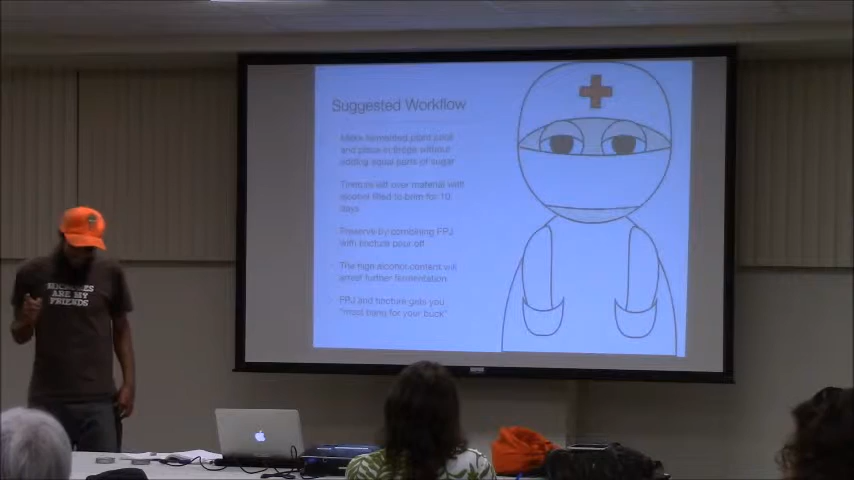 Suggested Workflow
Make fermented plant juice
and place in fridge without
adding equal parts of sugar
Tincture left over material with
alcohol filled to brim for 10
days
Preserve by combining FPJ
with tincture pour off
The high alcohol content will
arrest further fermentation
FPJ and tincture gets you
"most bang for your buck"
MICROBES
ARE MY
FRIENDS